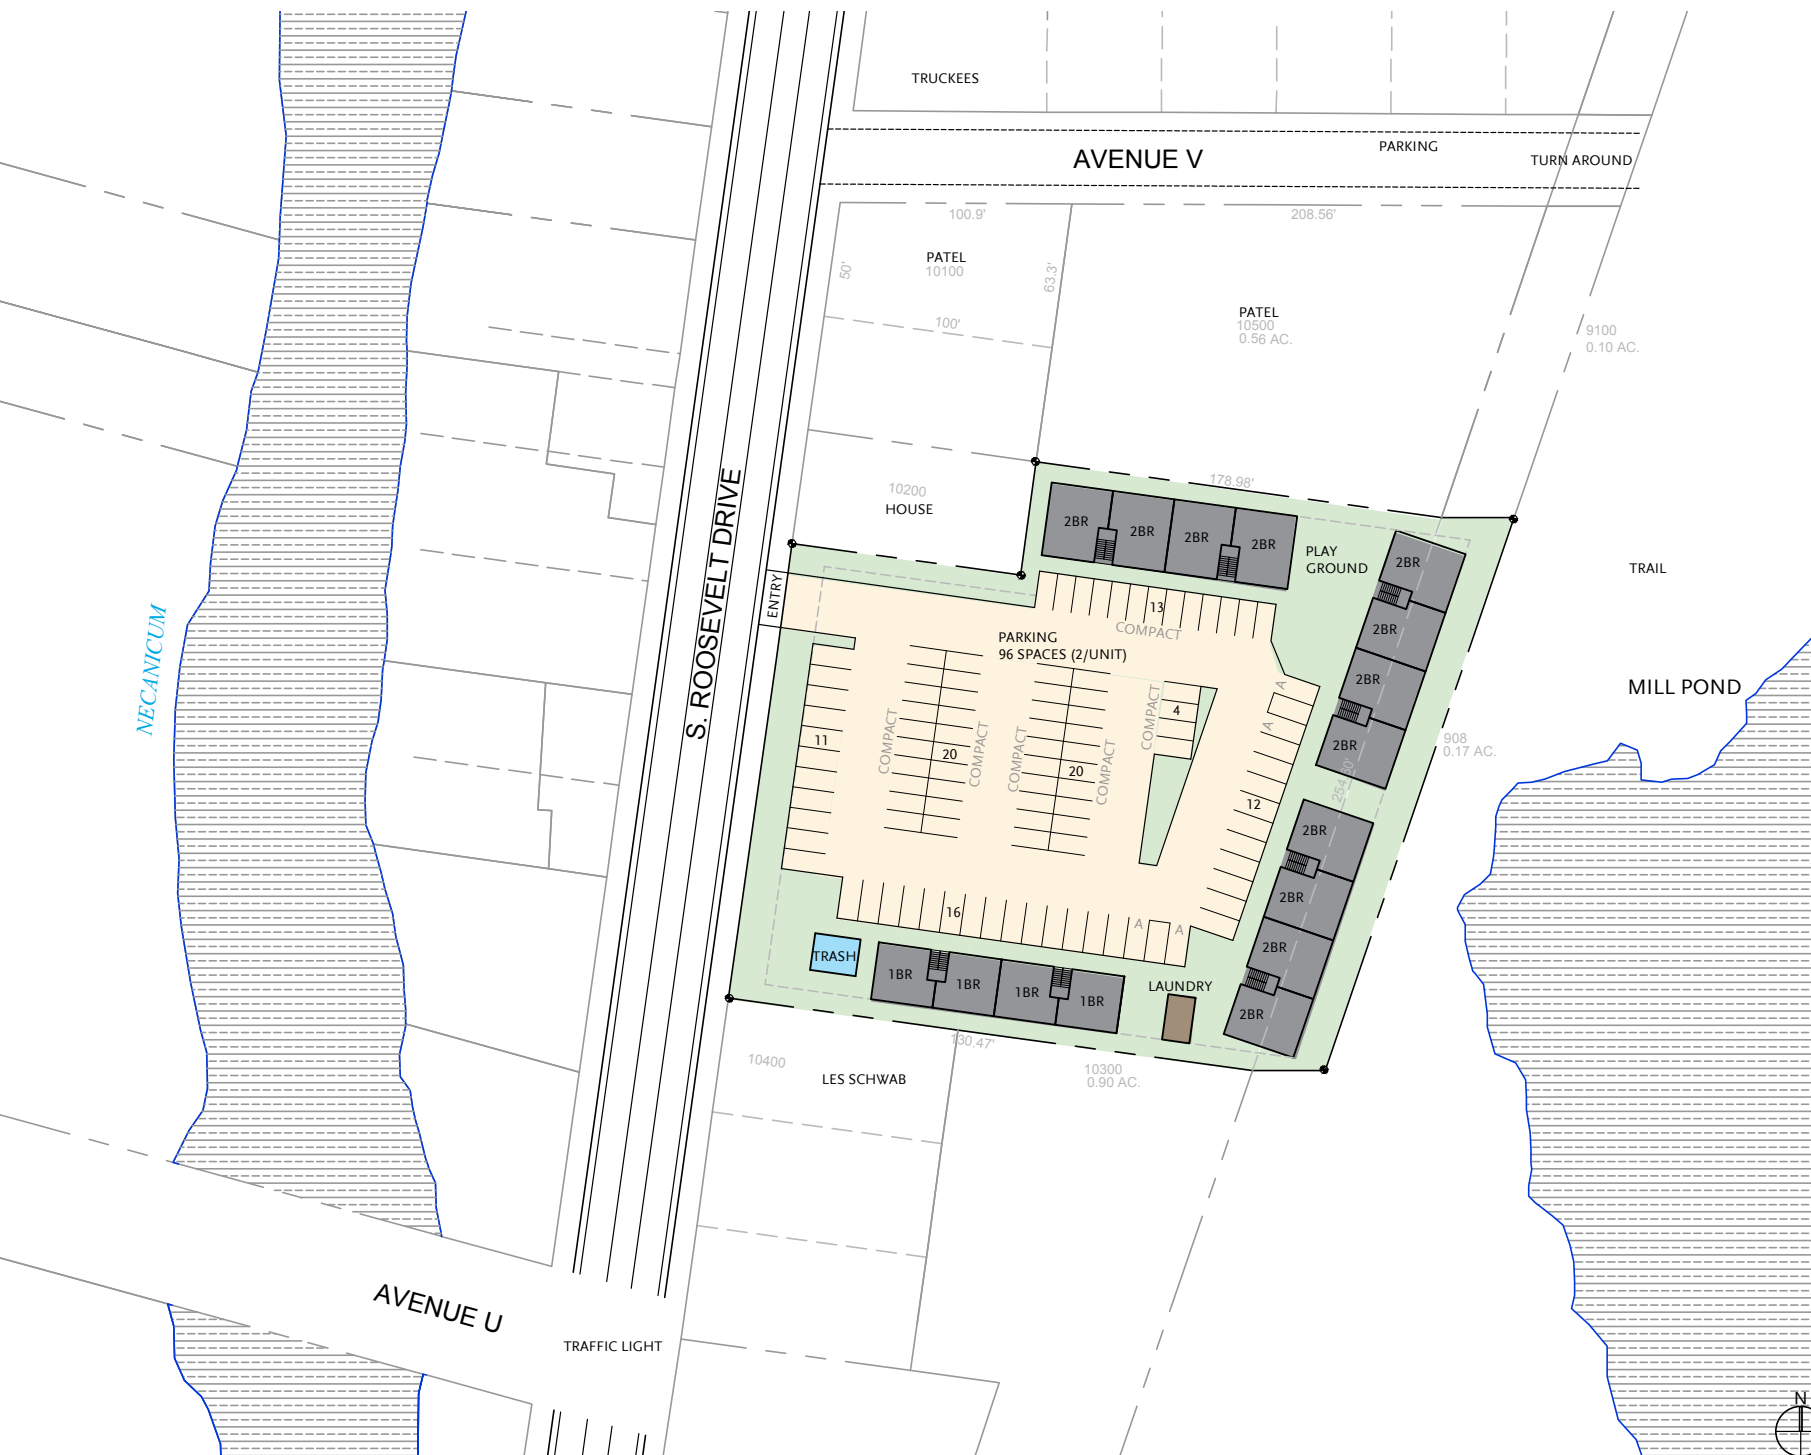 TRUCKEES
AVENUE V
PARKING
TURN AROUND
100.9'
208.56'
PATEL
10100
50'
63.3'
100'
PATEL
10500
0.56 AC.
9100
0.10 AC.
S. ROOSEVELT DRIVE
10200
HOUSE
178.98'
2BR
2BR
2BR
2BR
PLAY
GROUND
2BR
2BR
2BR
2BR
TRAIL
ENTRY
13
COMPACT
PARKING
96 SPACES (2/UNIT)
NECANICUM
MILL POND
11
COMPACT
20
COMPACT
COMPACT
20
COMPACT
COMPACT
4
A
A
12
908
0.17 AC.
2BR
2BR
2BR
2BR
16
A
A
TRASH
1BR
1BR
1BR
1BR
LAUNDRY
130.47'
10400
LES SCHWAB
10300
0.90 AC.
AVENUE U
TRAFFIC LIGHT
N